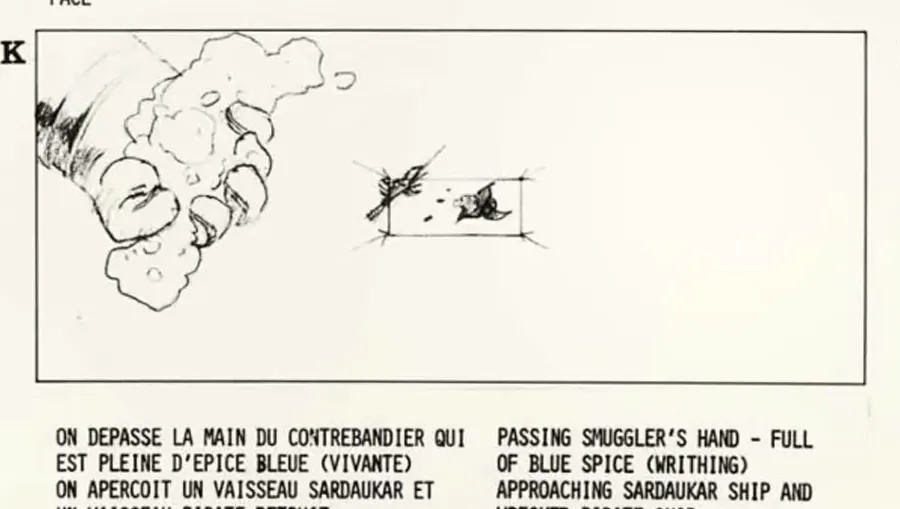 FACE
K
ON DEPASSE LA MAIN DU CONTREBANDIER QUI
EST PLEINE D'EPICE BLEUE (VIVANTE)
ON APERCOIT UN VAISSEAU SARDAUKAR ET
PASSING SMUGGLER'S HAND - FULL
OF BLUE SPICE (WRITHING)
APPROACHING SARDAUKAR SHIP AND